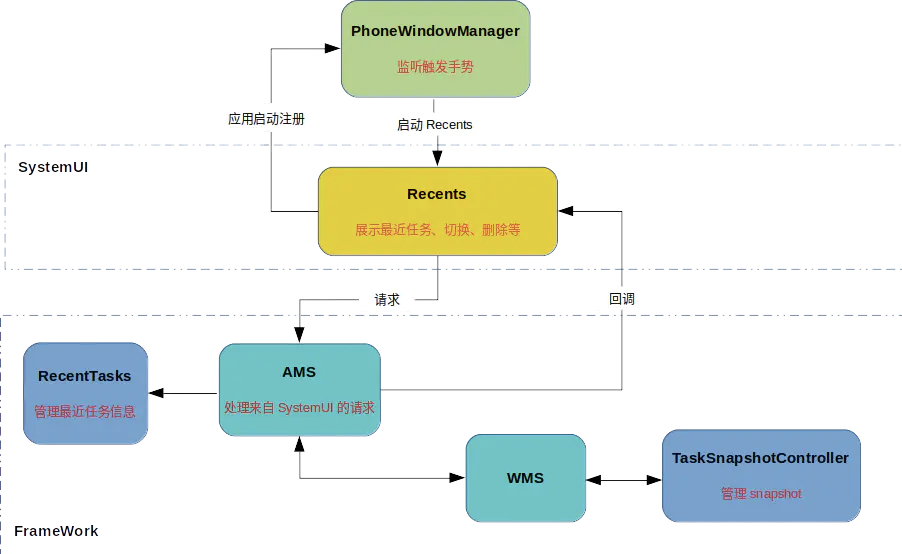 PhoneWindowManager
监听触发手势
应用启动注册
启动 Recents
SystemUI
Recents
展示最近任务、切换、删除等
请求
回调
RecentTasks
管理最近任务信息
AMS
处理来自 SystemUI 的请求
WMS
TaskSnapshotController
管理 snapshot
FrameWork